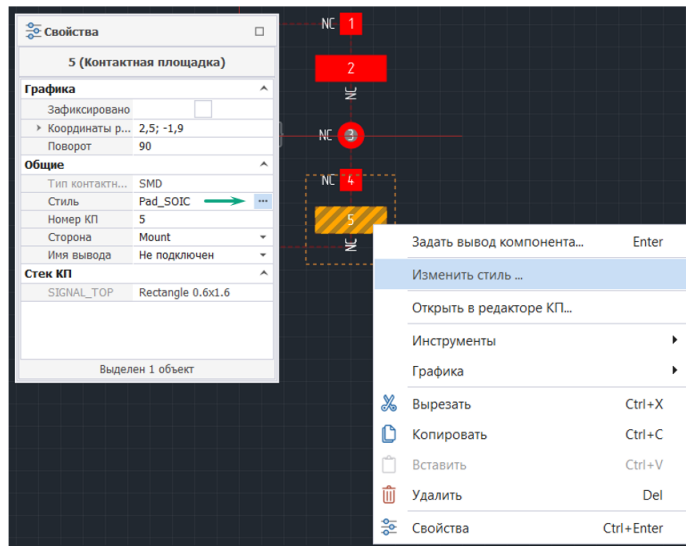 Свойства
5 (Контактная площадка)
Графика
Зафиксировано
Координаты р... 2,5; -1,9
Поворот 90
Общие
Тип контактн... SMD
Стиль Pad_SOIC ...
Номер КП 5
Сторона Mount
Имя вывода Не подключен
Стек КП
SIGNAL_TOP Rectangle 0.6x1.6
Выделен 1 объект
NC 1
2
NC
NC 3
NC 4
5
NC
Задать вывод компонента... Enter
Изменить стиль ...
Открыть в редакторе КП...
Инструменты
Графика
Вырезать Ctrl+X
Копировать Ctrl+C
Вставить Ctrl+V
Удалить Del
Свойства Ctrl+Enter